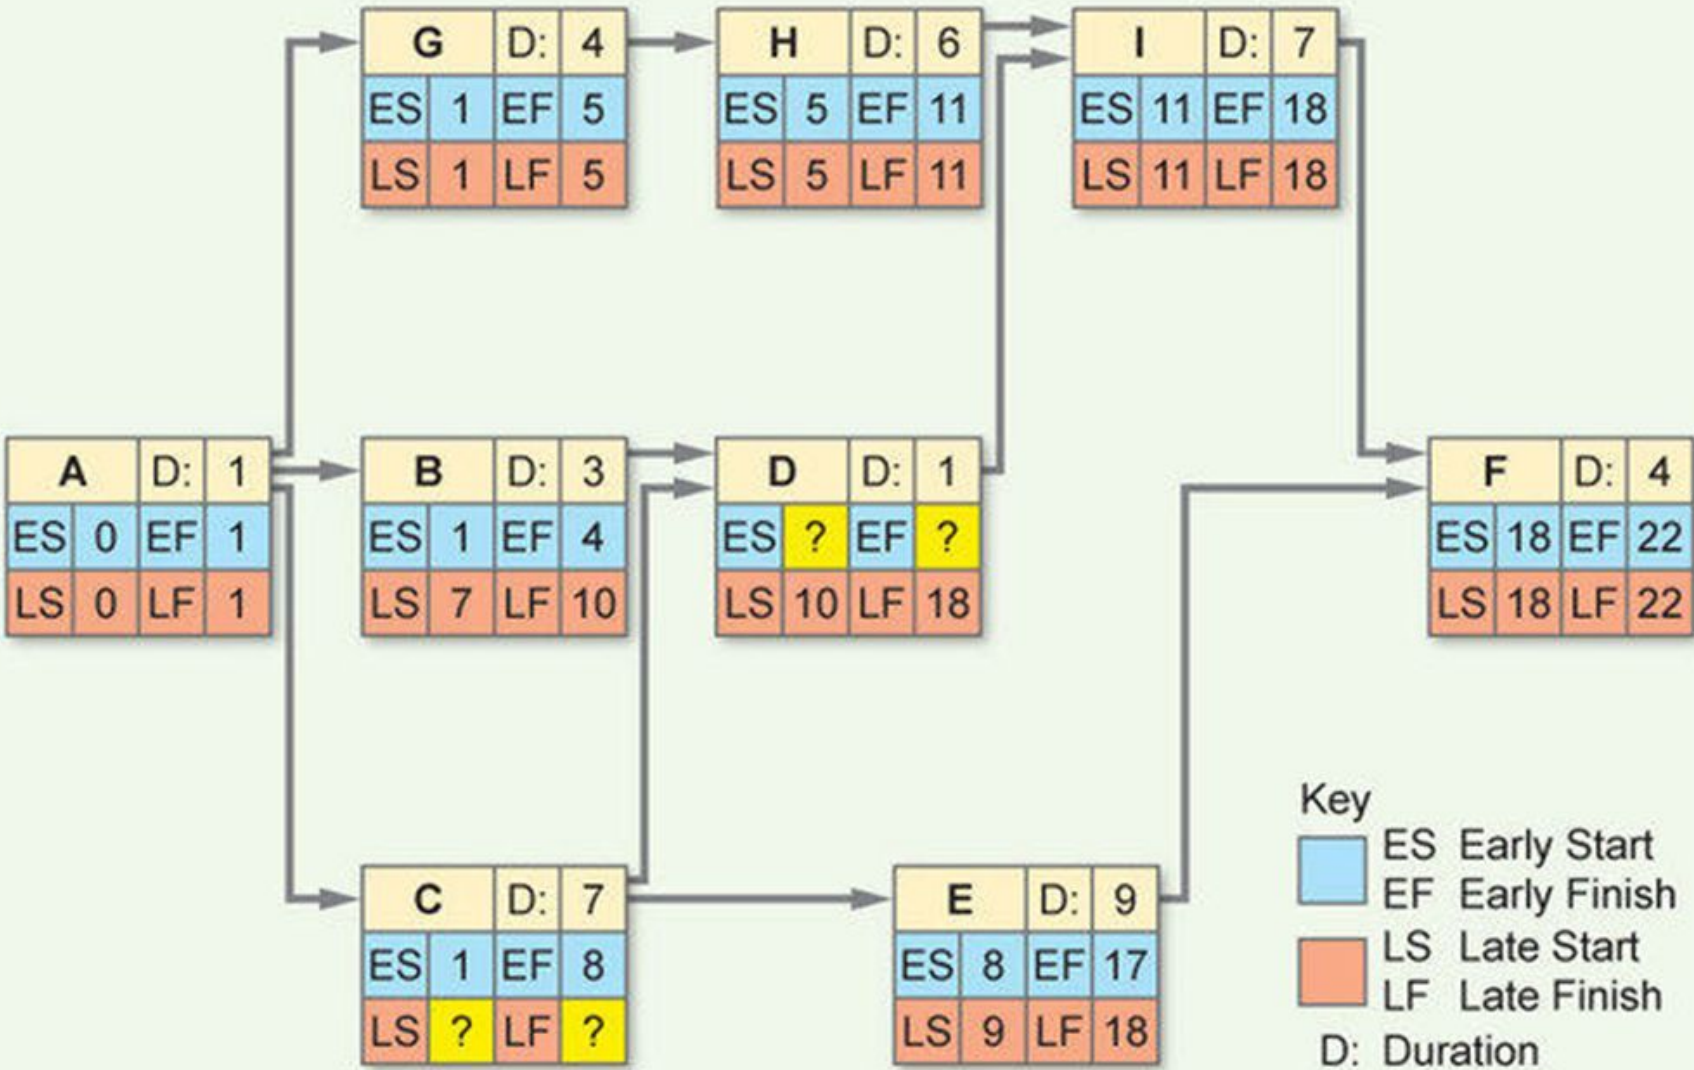 G D: 4
ES 1 EF 5
LS 1 LF 5
H D: 6
ES 5 EF 11
LS 5 LF 11
I D: 7
ES 11 EF 18
LS 11 LF 18
A D: 1
ES 0 EF 1
LS 0 LF 1
B D: 3
ES 1 EF 4
LS 7 LF 10
D D: 1
ES ? EF ?
LS 10 LF 18
F D: 4
ES 18 EF 22
LS 18 LF 22
C D: 7
ES 1 EF 8
LS ? LF ?
E D: 9
ES 8 EF 17
LS 9 LF 18
Key
ES Early Start
EF Early Finish
LS Late Start
LF Late Finish
D: Duration